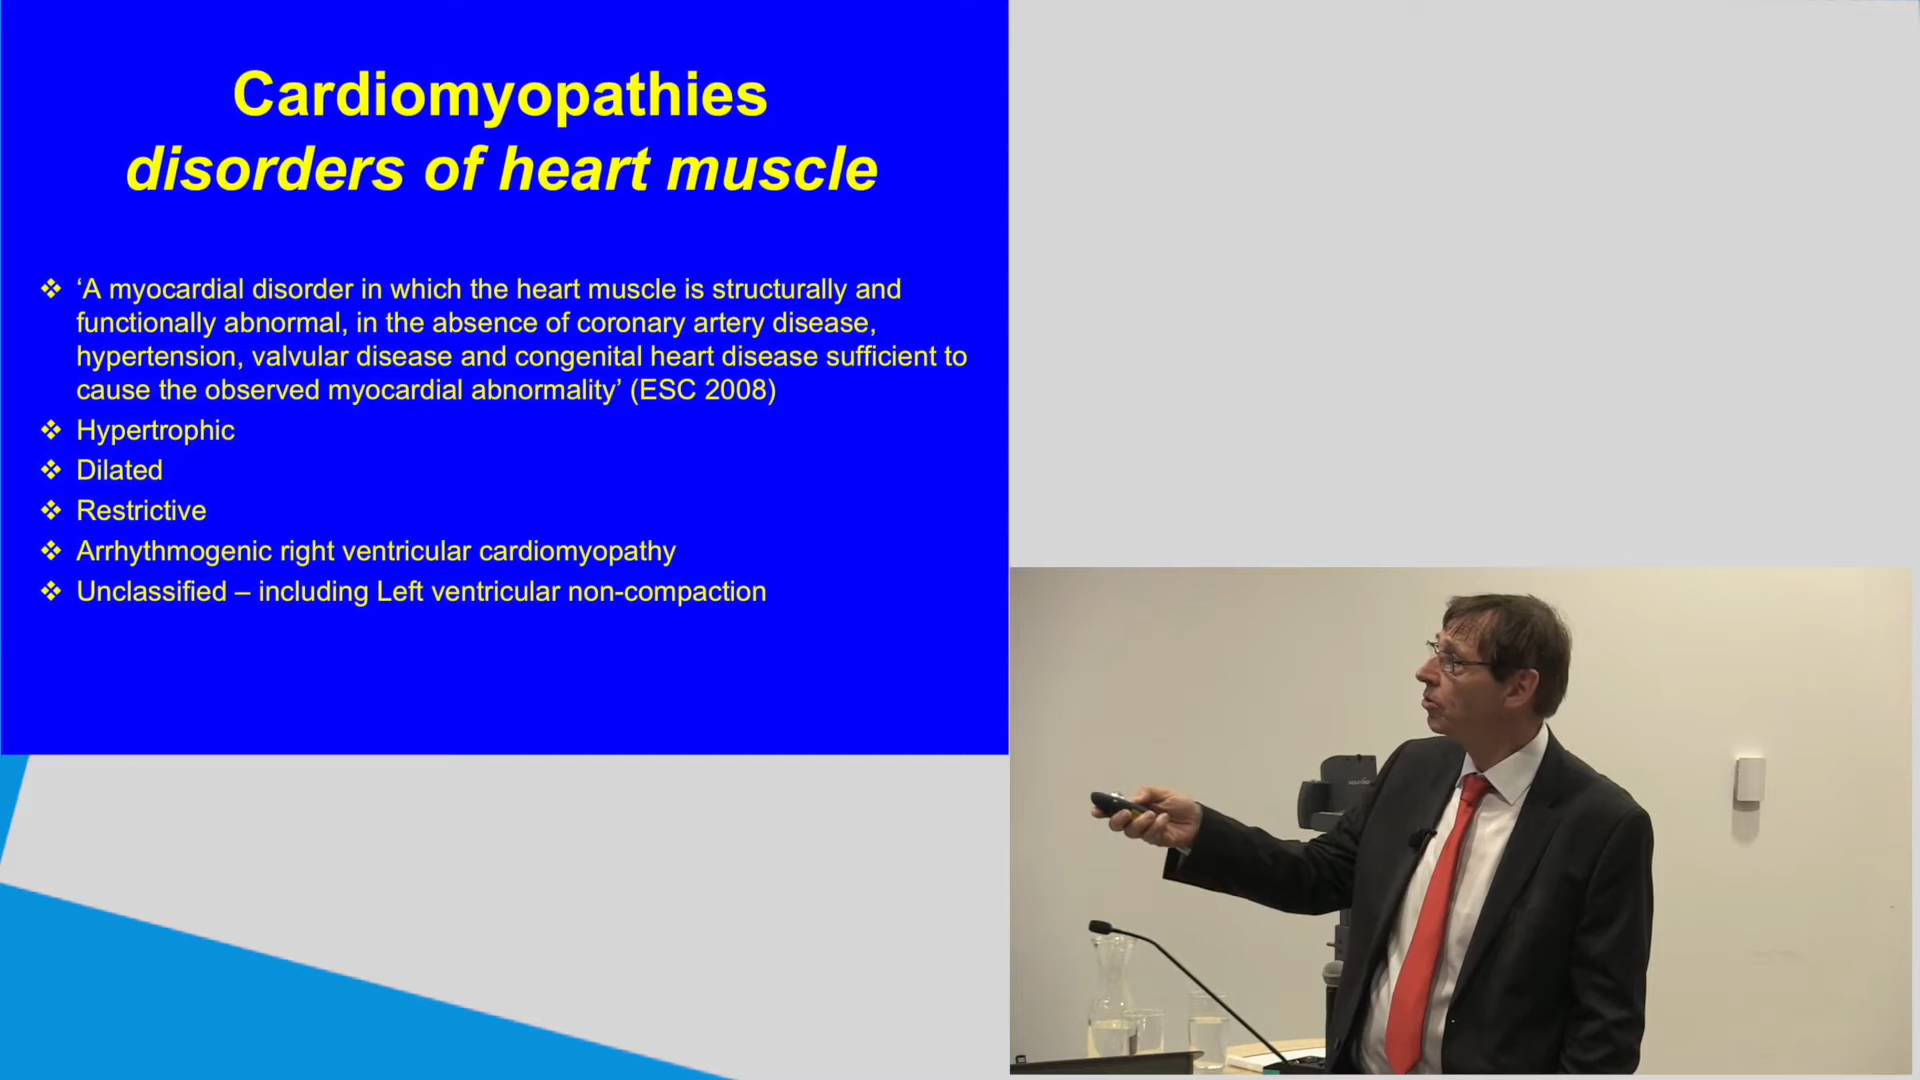 Cardiomyopathies
disorders of heart muscle
❖ ‘A myocardial disorder in which the heart muscle is structurally and
functionally abnormal, in the absence of coronary artery disease,
hypertension, valvular disease and congenital heart disease sufficient to
cause the observed myocardial abnormality’ (ESC 2008)
❖ Hypertrophic
❖ Dilated
❖ Restrictive
❖ Arrhythmogenic right ventricular cardiomyopathy
❖ Unclassified – including Left ventricular non-compaction